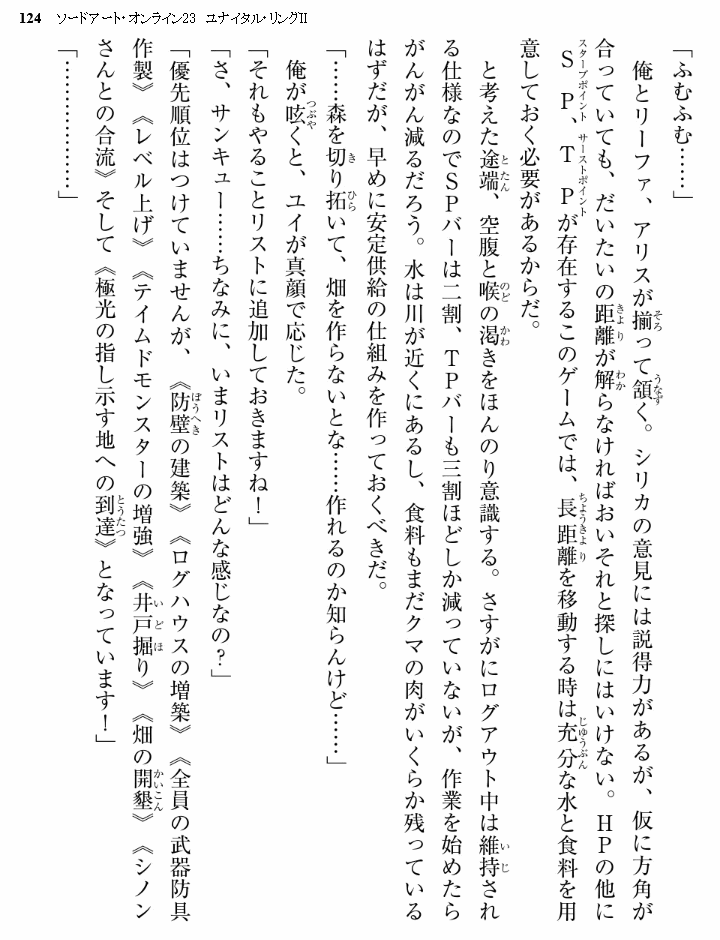 124 ソードアート・オンライン23 ユナイタル・リングII
「ふむふむ……」
　俺とリーファ、アリスが揃って頷く。シリカの意見には説得力があるが、仮に方角が
合っていても、だいたいの距離が解らなければおいそれと探しにはいけない。HPの他に
SP、TPが存在するこのゲームでは、長距離を移動する時は充分な水と食料を用
意しておく必要があるからだ。
　と考えた途端、空腹と喉の渇きをほんのり意識する。さすがにログアウト中は維持され
る仕様なのでSPバーは二割、TPバーも三割ほどしか減っていないが、作業を始めたら
がんがん減るだろう。水は川が近くにあるし、食料もまだクマの肉がいくらか残っている
はずだが、早めに安定供給の仕組みを作っておくべきだ。
「……森を切り拓いて、畑を作らないとな……作れるのか知らんけど……」
　俺が呟くと、ユイが真顔で応じた。
「それもやることリストに追加しておきますね！」
「さ、サンキュー……ちなみに、いまリストはどんな感じなの？」
「優先順位はつけていませんが、《防壁の建築》《ログハウスの増築》《全員の武器防具
作製》《レベル上げ》《テイムドモンスターの増強》《井戸掘り》《畑の開墾》《シノン
さんとの合流》そして《極光の指し示す地への到達》となっています！」
「………………」